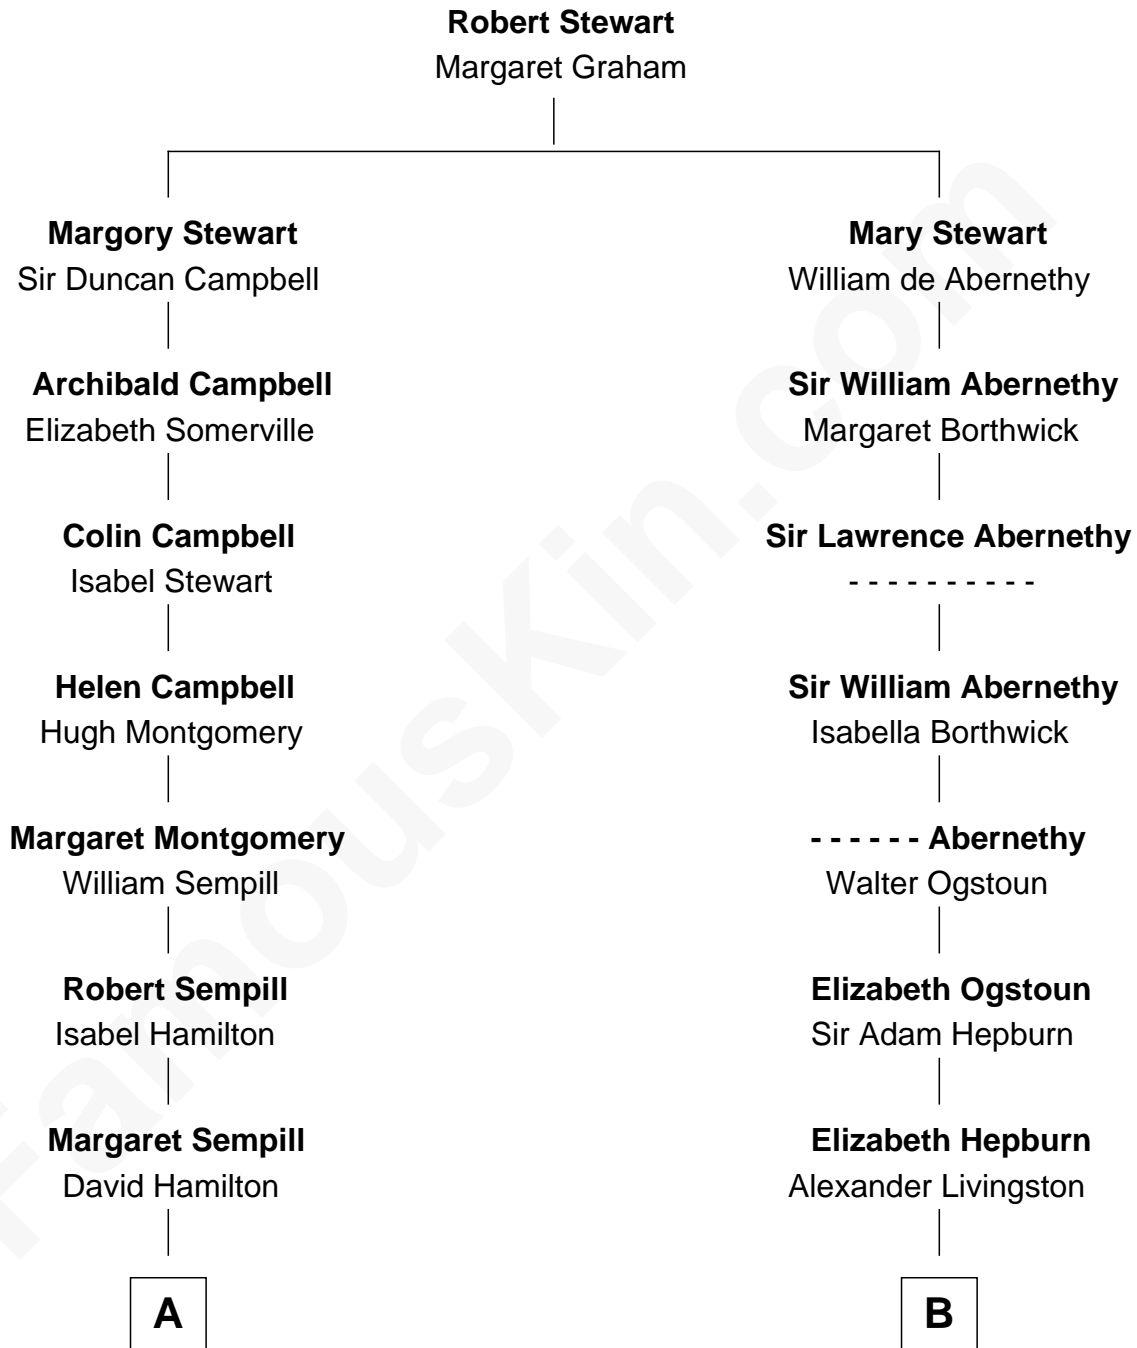 Robert Stewart
Margaret Graham
Margory Stewart
Sir Duncan Campbell
Mary Stewart
William de Abernethy
Archibald Campbell
Elizabeth Somerville
Sir William Abernethy
Margaret Borthwick
Colin Campbell
Isabel Stewart
Sir Lawrence Abernethy
- - - - - - - - - -
Helen Campbell
Hugh Montgomery
Sir William Abernethy
Isabella Borthwick
Margaret Montgomery
William Sempill
- - - - - - Abernethy
Walter Ogstoun
Robert Sempill
Isabel Hamilton
Elizabeth Ogstoun
Sir Adam Hepburn
Margaret Sempill
David Hamilton
Elizabeth Hepburn
Alexander Livingston
A
B
FamousKin.com